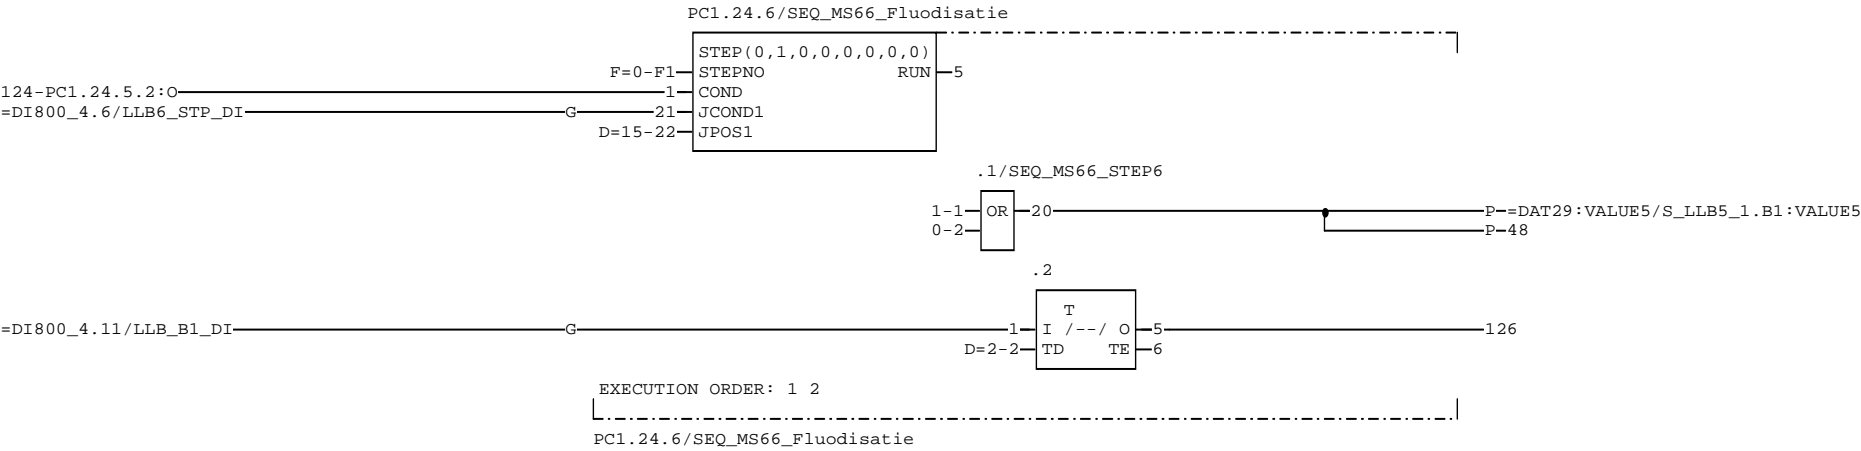 PC1.24.6/SEQ_MS66_Fluodisatie
STEP(0,1,0,0,0,0,0,0)
F=0-F1 STEPNO RUN 5
124-PC1.24.5.2:O 1 COND
=DI800_4.6/LLB6_STP_DI G 21 JCOND1
D=15-22 JPOS1
.1/SEQ_MS66_STEP6
1-1 OR 20 P =DAT29:VALUE5/S_LLB5_1.B1:VALUE5
0-2 P 48
.2
T
=DI800_4.11/LLB_B1_DI G 1 I /--/ O 5 126
D=2-2 TD TE 6
EXECUTION ORDER: 1 2
PC1.24.6/SEQ_MS66_Fluodisatie